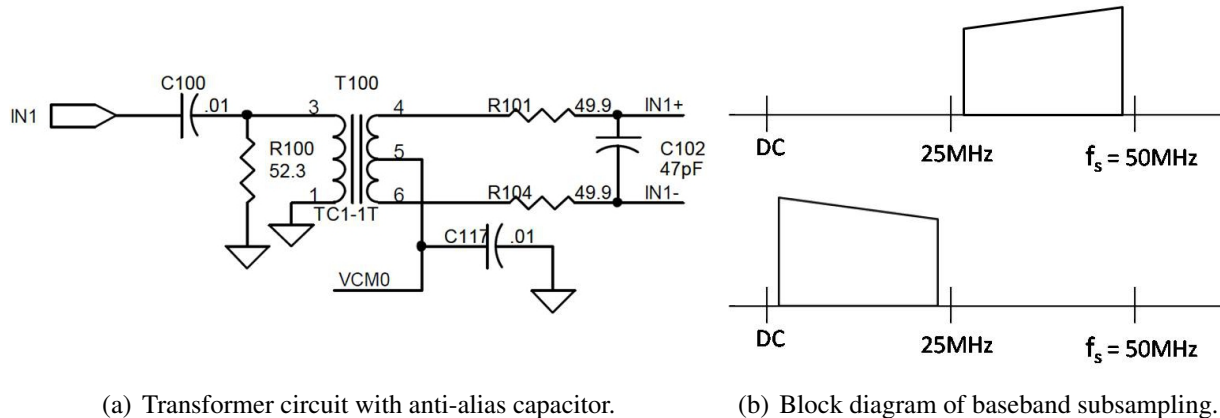 C100
.01
IN1
T100
3
4
R101
49.9
IN1+
R100
52.3
5
C102
47pF
1
6
R104
49.9
IN1-
TC1-1T
C117
.01
VCM0
(a) Transformer circuit with anti-alias capacitor.
DC
25MHz
fₛ = 50MHz
DC
25MHz
fₛ = 50MHz
(b) Block diagram of baseband subsampling.